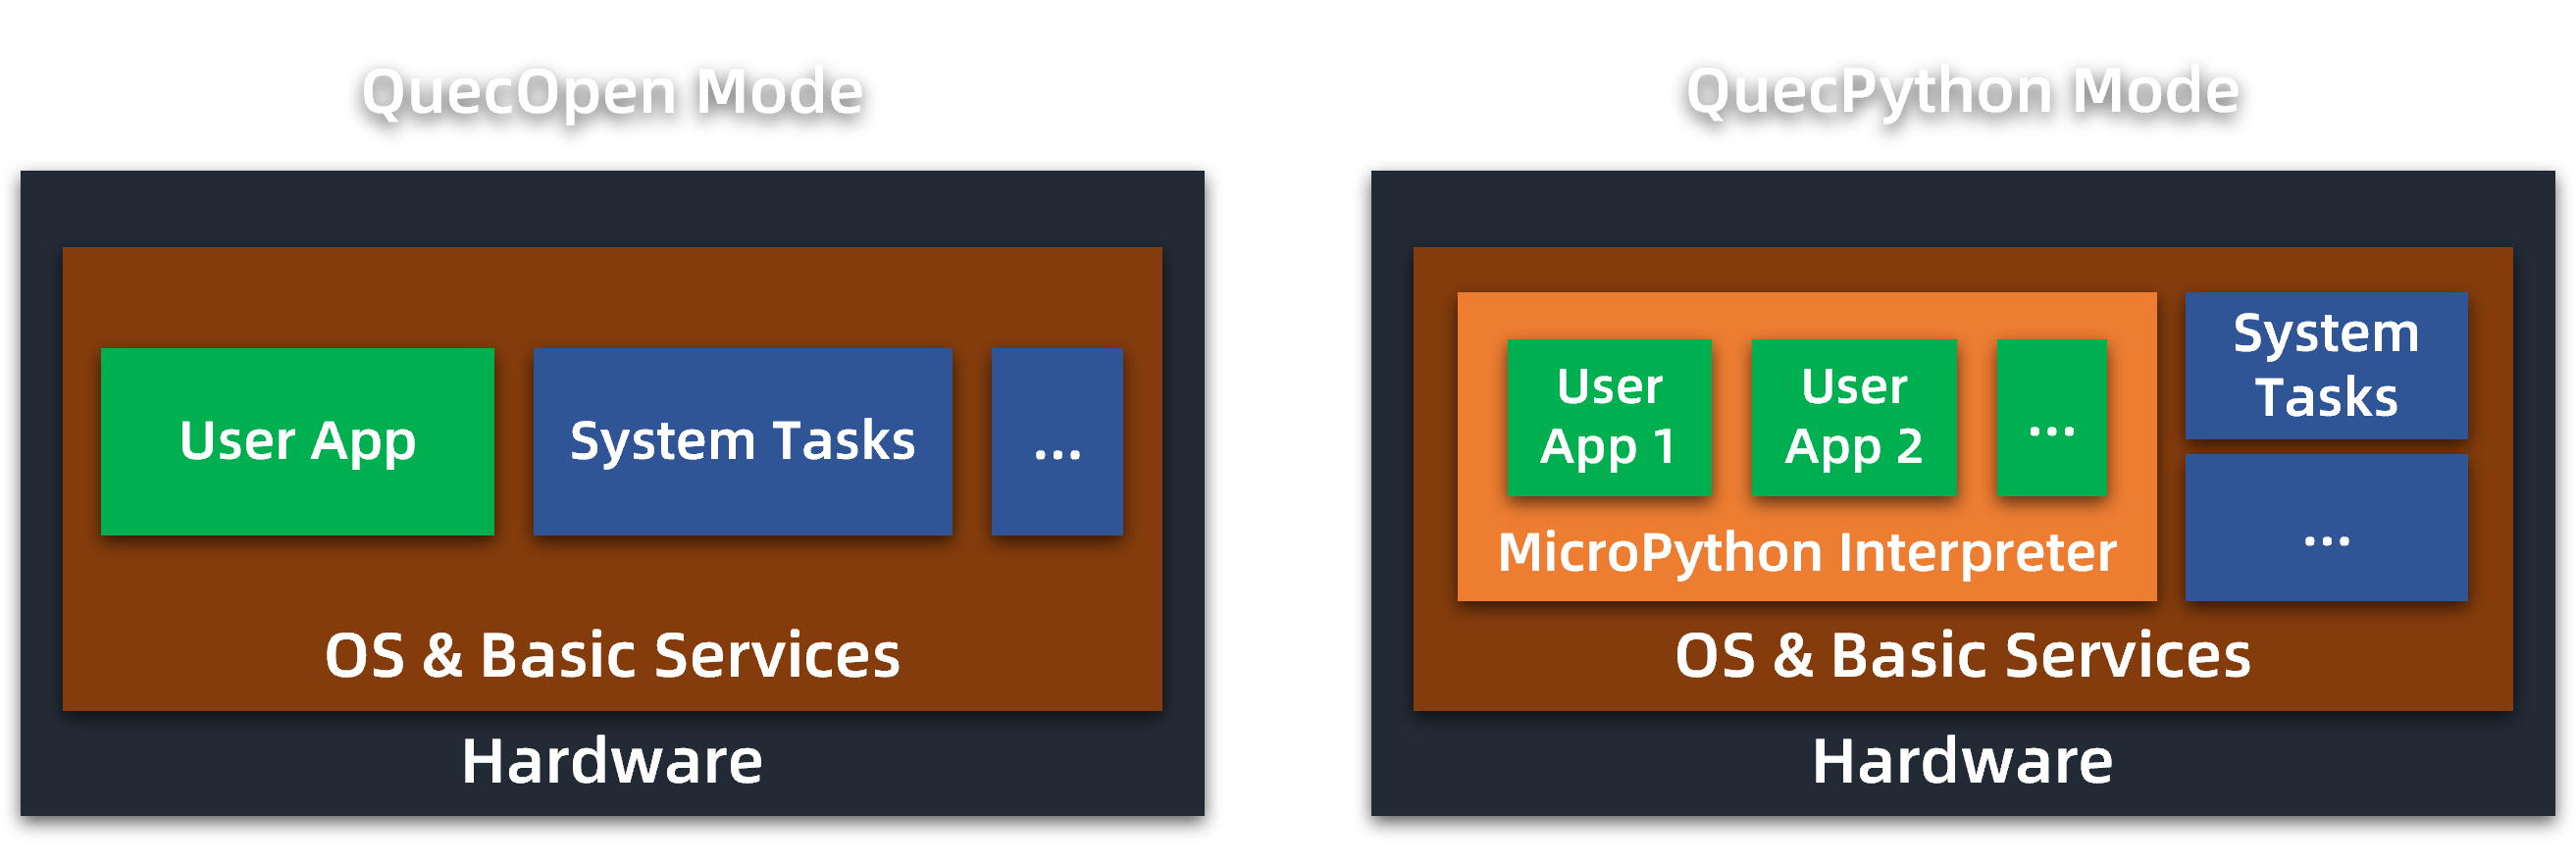 QuecOpen Mode
User App
System Tasks
...
OS & Basic Services
Hardware
QuecPython Mode
User
App 1
User
App 2
...
MicroPython Interpreter
System
Tasks
...
OS & Basic Services
Hardware